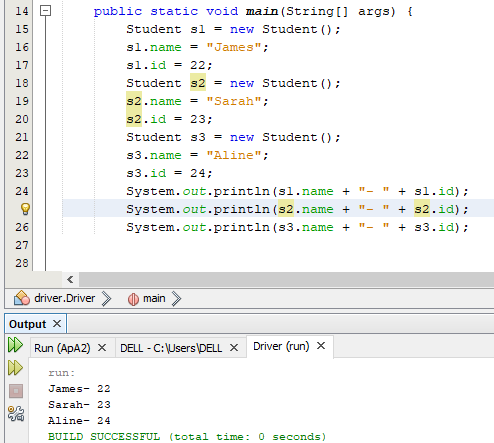 14 public static void main(String[] args) {
15 Student s1 = new Student();
16 s1.name = "James";
17 s1.id = 22;
18 Student s2 = new Student();
19 s2.name = "Sarah";
20 s2.id = 23;
21 Student s3 = new Student();
22 s3.name = "Aline";
23 s3.id = 24;
24 System.out.println(s1.name + "- " + s1.id);
System.out.println(s2.name + "- " + s2.id);
26 System.out.println(s3.name + "- " + s3.id);
27
28
driver.Driver main
Output
Run (ApA2) DELL - C:\Users\DELL Driver (run)
run:
James- 22
Sarah- 23
Aline- 24
BUILD SUCCESSFUL (total time: 0 seconds)